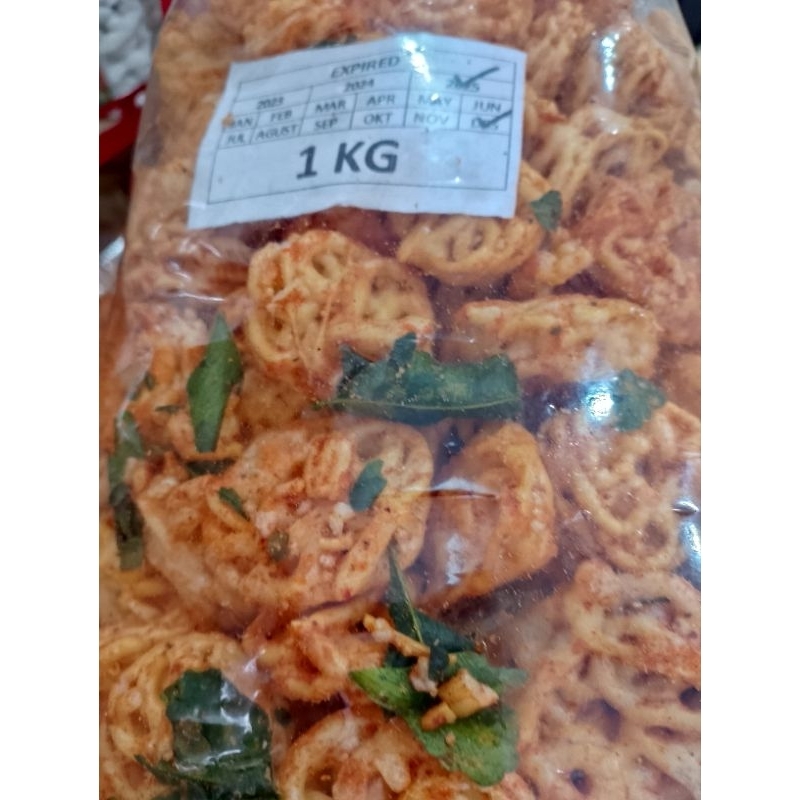 EXPIRED
2023 2024 2025
JAN FEB MAR APR MAY JUN
JUL AGUST SEP OKT NOV DES
1 KG